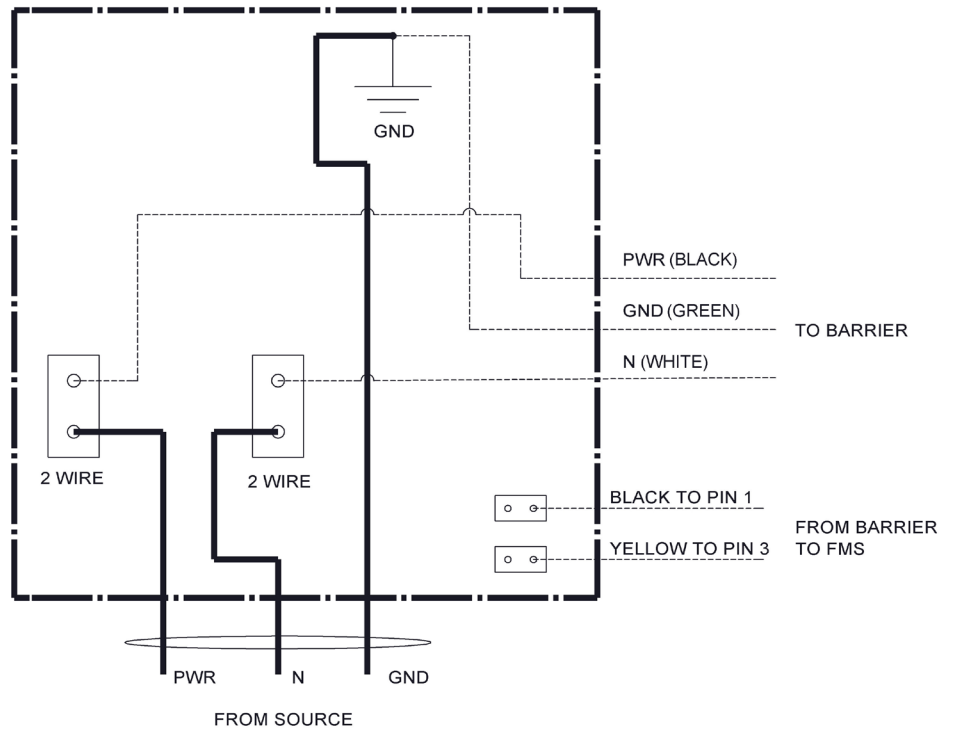 GND
PWR (BLACK)
GND (GREEN)
TO BARRIER
N (WHITE)
2 WIRE
2 WIRE
BLACK TO PIN 1
YELLOW TO PIN 3
FROM BARRIER
TO FMS
PWR
N
GND
FROM SOURCE